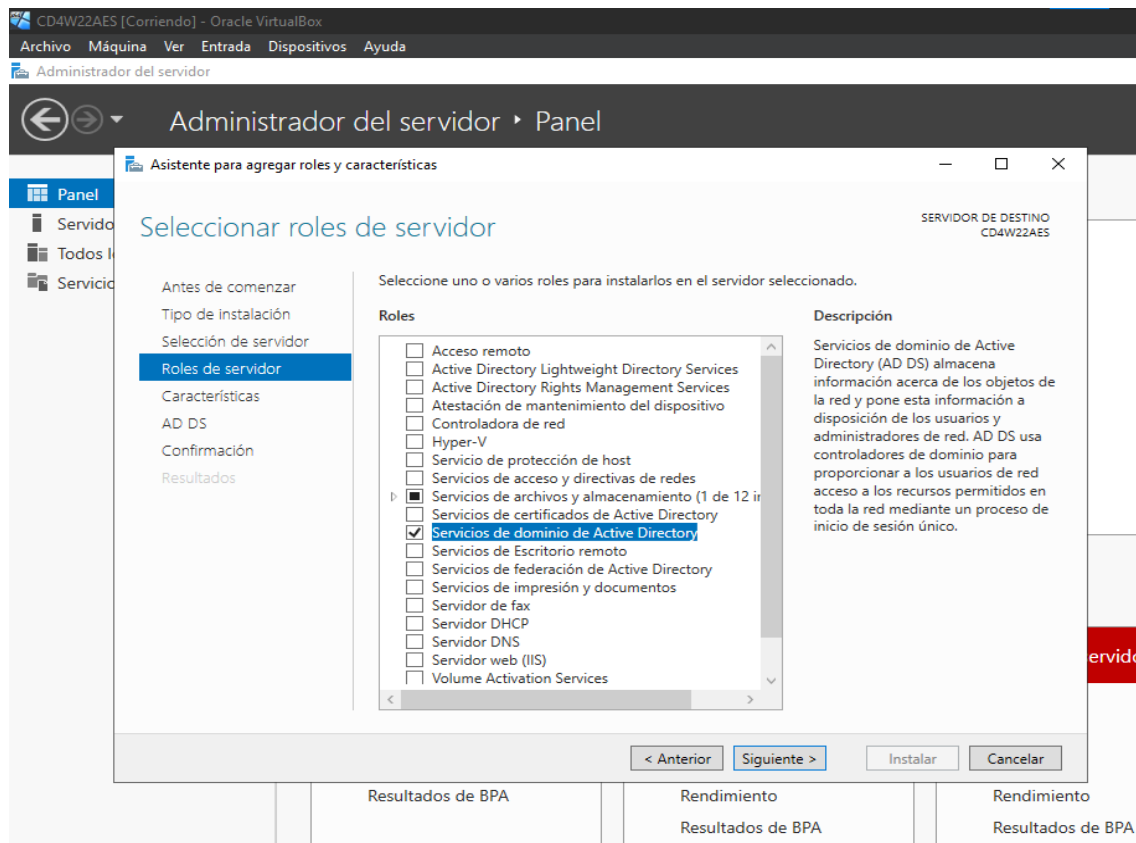 CD4W22AES [Corriendo] - Oracle VirtualBox
Archivo Máquina Ver Entrada Dispositivos Ayuda
Administrador del servidor
Administrador del servidor ‣ Panel
Asistente para agregar roles y características
Panel
Servido
Todos l
Servicio
Seleccionar roles de servidor
SERVIDOR DE DESTINO
CD4W22AES
Antes de comenzar
Tipo de instalación
Selección de servidor
Roles de servidor
Características
AD DS
Confirmación
Resultados
Seleccione uno o varios roles para instalarlos en el servidor seleccionado.
Roles
Acceso remoto
Active Directory Lightweight Directory Services
Active Directory Rights Management Services
Atestación de mantenimiento del dispositivo
Controladora de red
Hyper-V
Servicio de protección de host
Servicios de acceso y directivas de redes
Servicios de archivos y almacenamiento (1 de 12 ir
Servicios de certificados de Active Directory
Servicios de dominio de Active Directory
Servicios de Escritorio remoto
Servicios de federación de Active Directory
Servicios de impresión y documentos
Servidor de fax
Servidor DHCP
Servidor DNS
Servidor web (IIS)
Volume Activation Services
Descripción
Servicios de dominio de Active
Directory (AD DS) almacena
información acerca de los objetos de
la red y pone esta información a
disposición de los usuarios y
administradores de red. AD DS usa
controladores de dominio para
proporcionar a los usuarios de red
acceso a los recursos permitidos en
toda la red mediante un proceso de
inicio de sesión único.
ervido
< Anterior Siguiente > Instalar Cancelar
Resultados de BPA
Rendimiento
Resultados de BPA
Rendimiento
Resultados de BPA